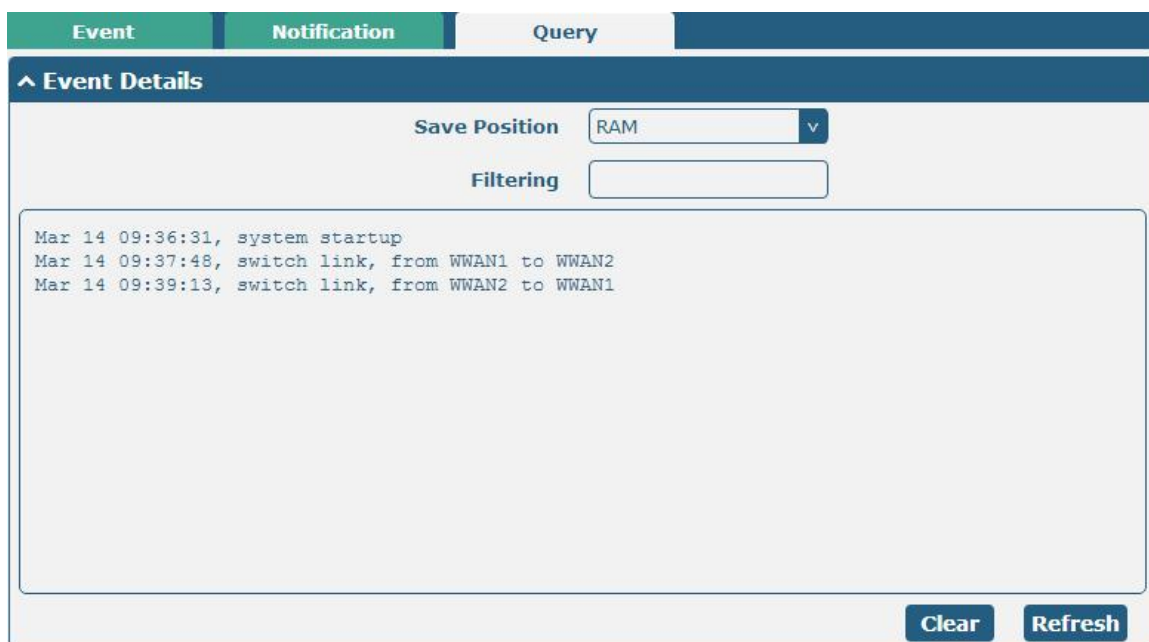 Event Notification Query
Event Details
Save Position RAM
Filtering
Mar 14 09:36:31, system startup
Mar 14 09:37:48, switch link, from WWAN1 to WWAN2
Mar 14 09:39:13, switch link, from WWAN2 to WWAN1
Clear Refresh